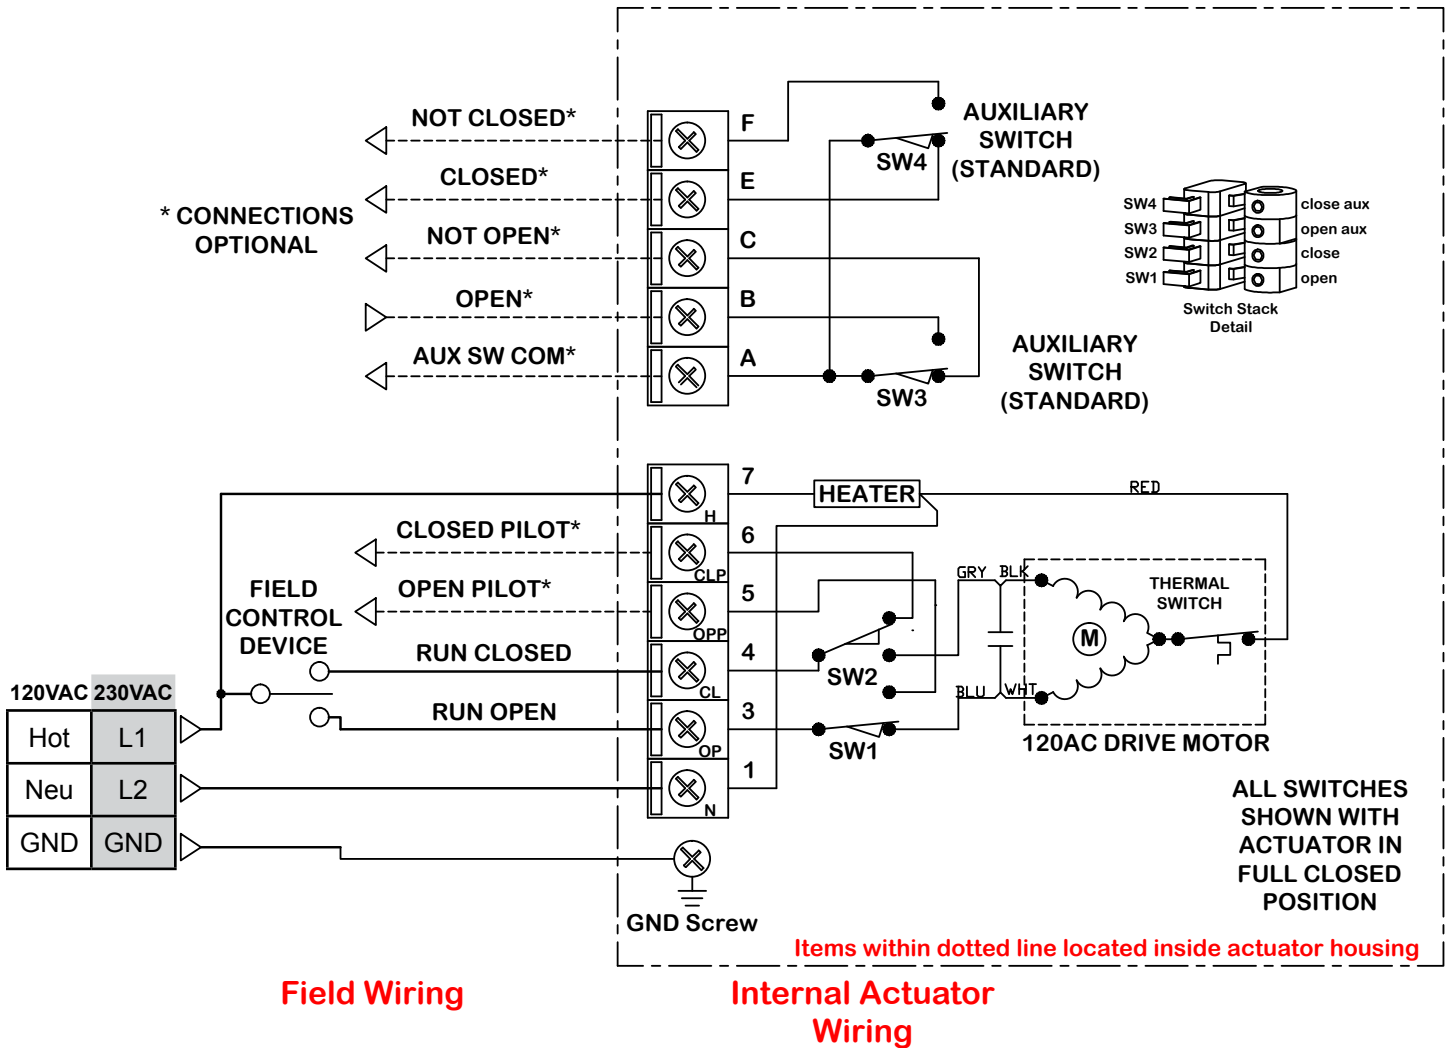 NOT CLOSED*
CLOSED*
* CONNECTIONS
OPTIONAL
NOT OPEN*
OPEN*
AUX SW COM*
F
E
C
B
A
SW4
AUXILIARY
SWITCH
(STANDARD)
SW3
AUXILIARY
SWITCH
(STANDARD)
SW4 close aux
SW3 open aux
SW2 close
SW1 open
Switch Stack
Detail
7
H
HEATER
RED
CLOSED PILOT*
6
CLP
OPEN PILOT*
5
OPP
FIELD
CONTROL
DEVICE
RUN CLOSED
4
CL
SW2
RUN OPEN
3
OP
SW1
1
N
GRY BLK
BLU WHT
THERMAL
SWITCH
M
120AC DRIVE MOTOR
120VAC 230VAC
Hot L1
Neu L2
GND GND
GND Screw
ALL SWITCHES
SHOWN WITH
ACTUATOR IN
FULL CLOSED
POSITION
Items within dotted line located inside actuator housing
Field Wiring
Internal Actuator
Wiring